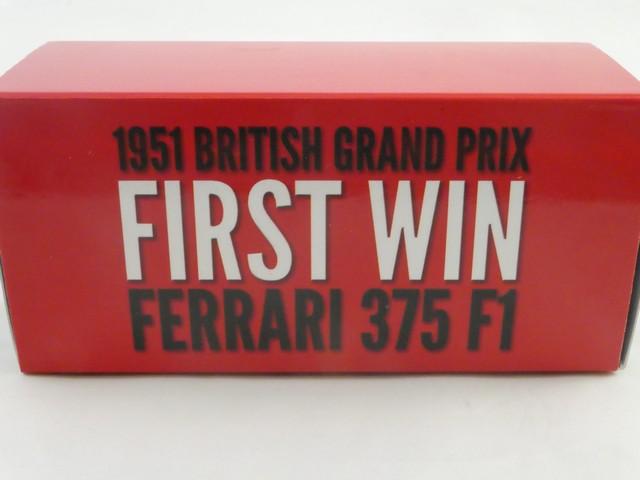 1951 BRITISH GRAND PRIX
FIRST WIN
FERRARI 375 F1